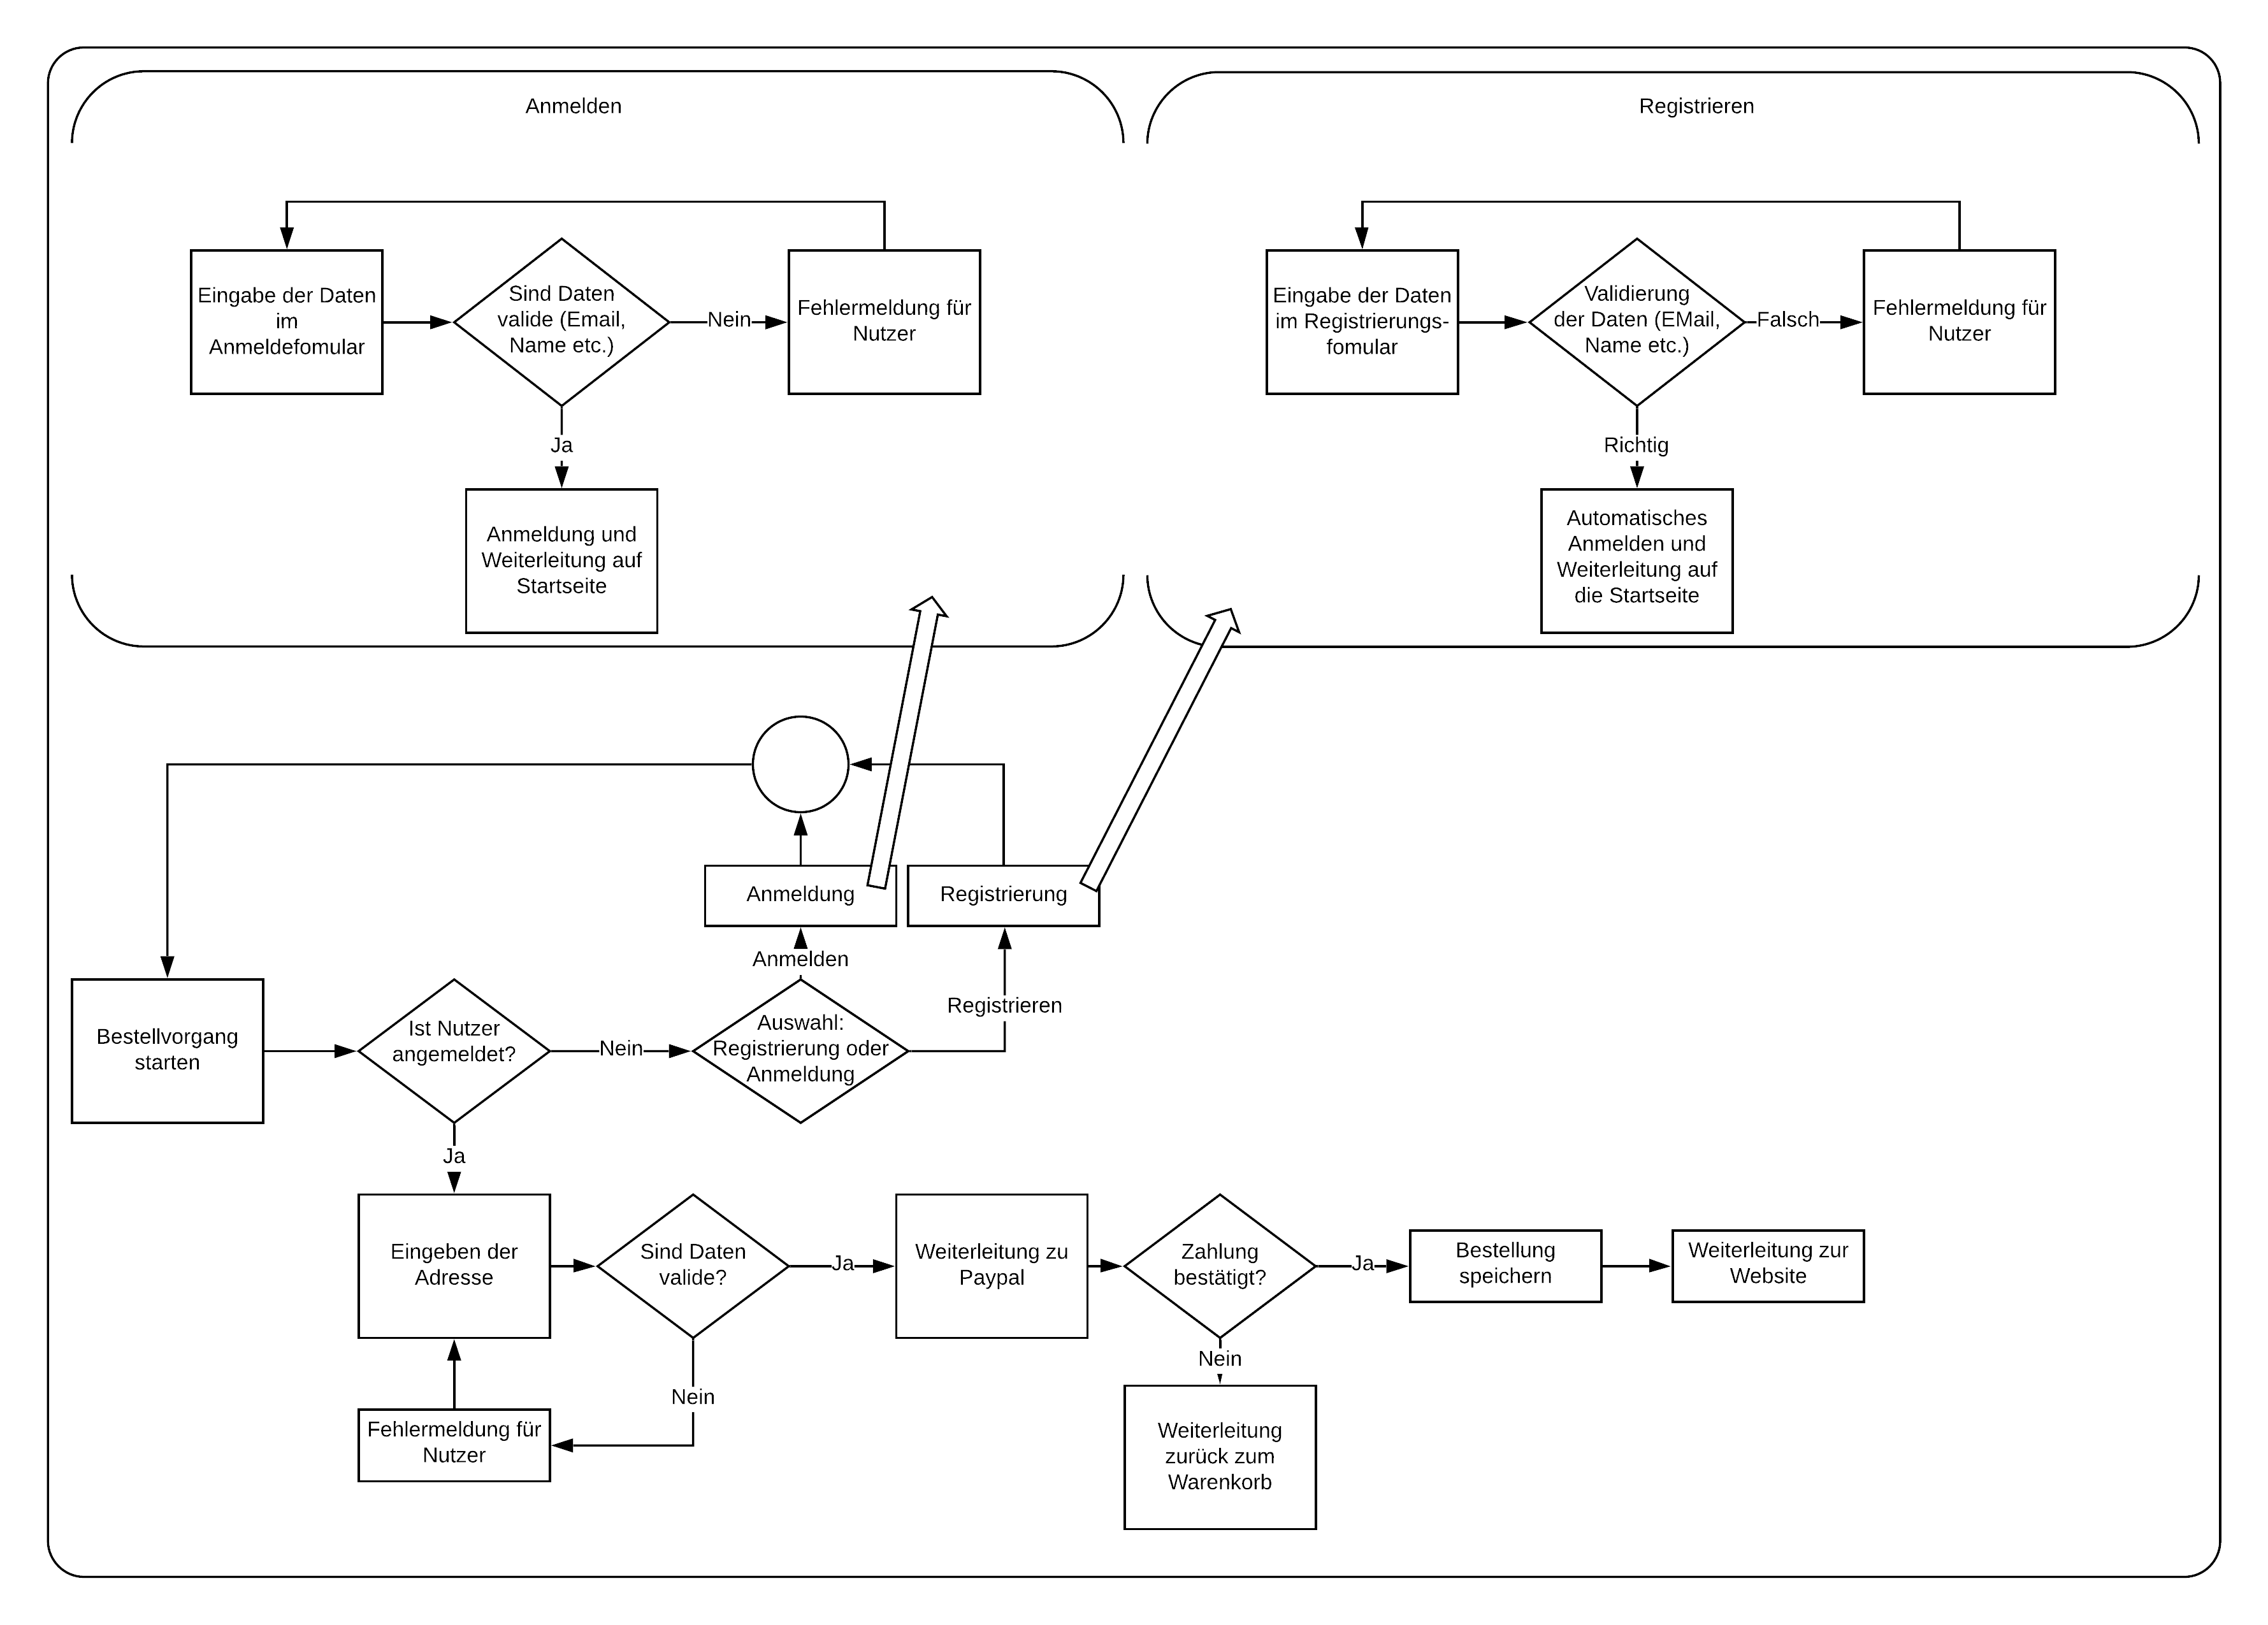 Anmelden
Eingabe der Daten
im
Anmeldefomular
Sind Daten
valide (Email,
Name etc.)
Nein
Fehlermeldung für
Nutzer
Ja
Anmeldung und
Weiterleitung auf
Startseite
Registrieren
Eingabe der Daten
im Registrierungs-
fomular
Validierung
der Daten (EMail,
Name etc.)
Falsch
Fehlermeldung für
Nutzer
Richtig
Automatisches
Anmelden und
Weiterleitung auf
die Startseite
Anmeldung
Registrierung
Anmelden
Registrieren
Bestellvorgang
starten
Ist Nutzer
angemeldet?
Nein
Auswahl:
Registrierung oder
Anmeldung
Ja
Eingeben der
Adresse
Sind Daten
valide?
Ja
Weiterleitung zu
Paypal
Zahlung
bestätigt?
Ja
Bestellung
speichern
Weiterleitung zur
Website
Nein
Nein
Fehlermeldung für
Nutzer
Weiterleitung
zurück zum
Warenkorb